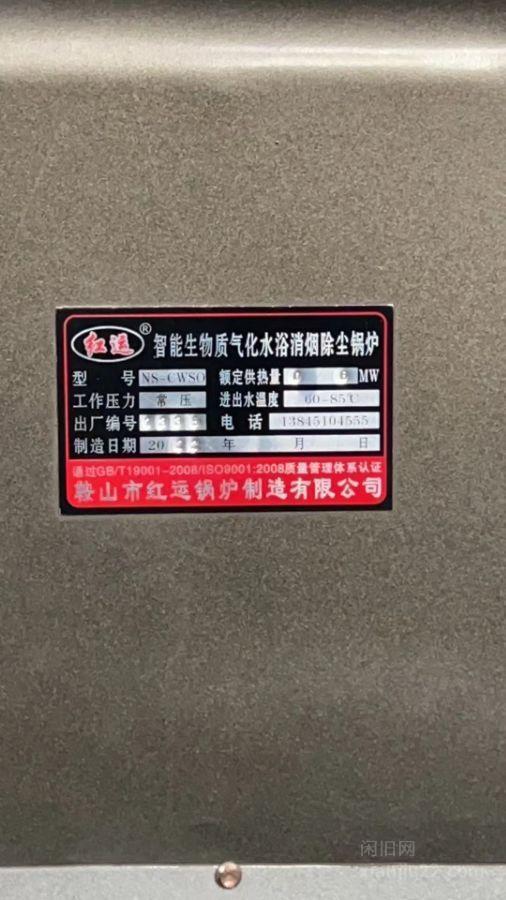 红运®
智能生物质气化水浴消烟除尘锅炉
型 号 NS-CWSO 额定供热量 MW
工作压力 常压 进出水温度 60-85℃
出厂编号 电 话 13845104555
制造日期 20 年 月 日
通过GB/T19001-2008/ISO9001:2008质量管理体系认证
鞍山市红运锅炉制造有限公司
闲旧网